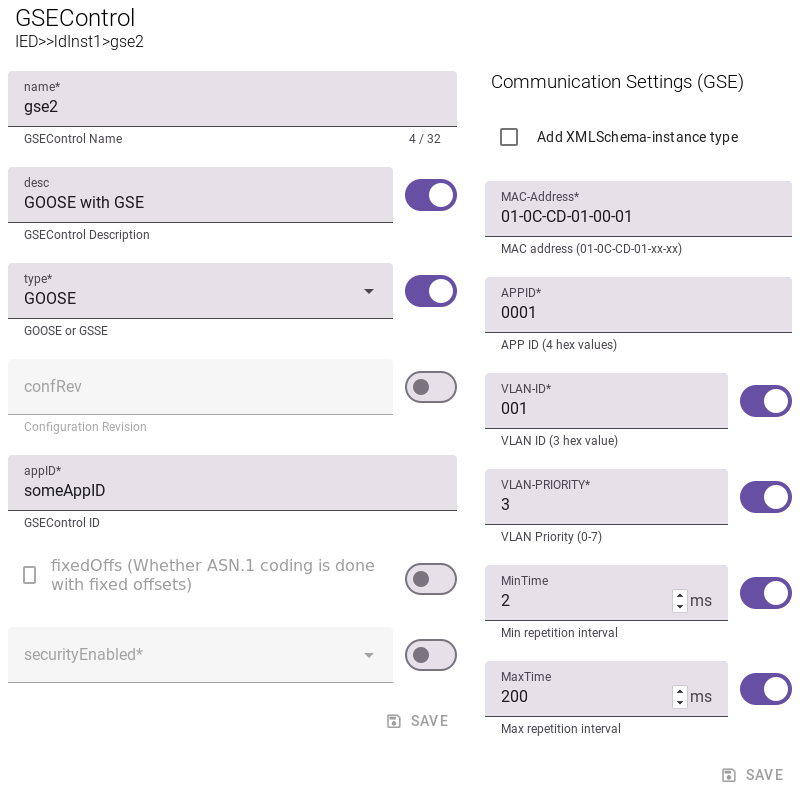 GSEControl
IED>>ldInst1>gse2
name*
gse2
GSEControl Name
4 / 32
desc
GOOSE with GSE
GSEControl Description
type*
GOOSE
GOOSE or GSSE
confRev
Configuration Revision
appID*
someAppID
GSEControl ID
fixedOffs (Whether ASN.1 coding is done
with fixed offsets)
securityEnabled*
SAVE
Communication Settings (GSE)
Add XMLSchema-instance type
MAC-Address*
01-0C-CD-01-00-01
MAC address (01-0C-CD-01-xx-xx)
APPID*
0001
APP ID (4 hex values)
VLAN-ID*
001
VLAN ID (3 hex value)
VLAN-PRIORITY*
3
VLAN Priority (0-7)
MinTime
2 ms
Min repetition interval
MaxTime
200 ms
Max repetition interval
SAVE